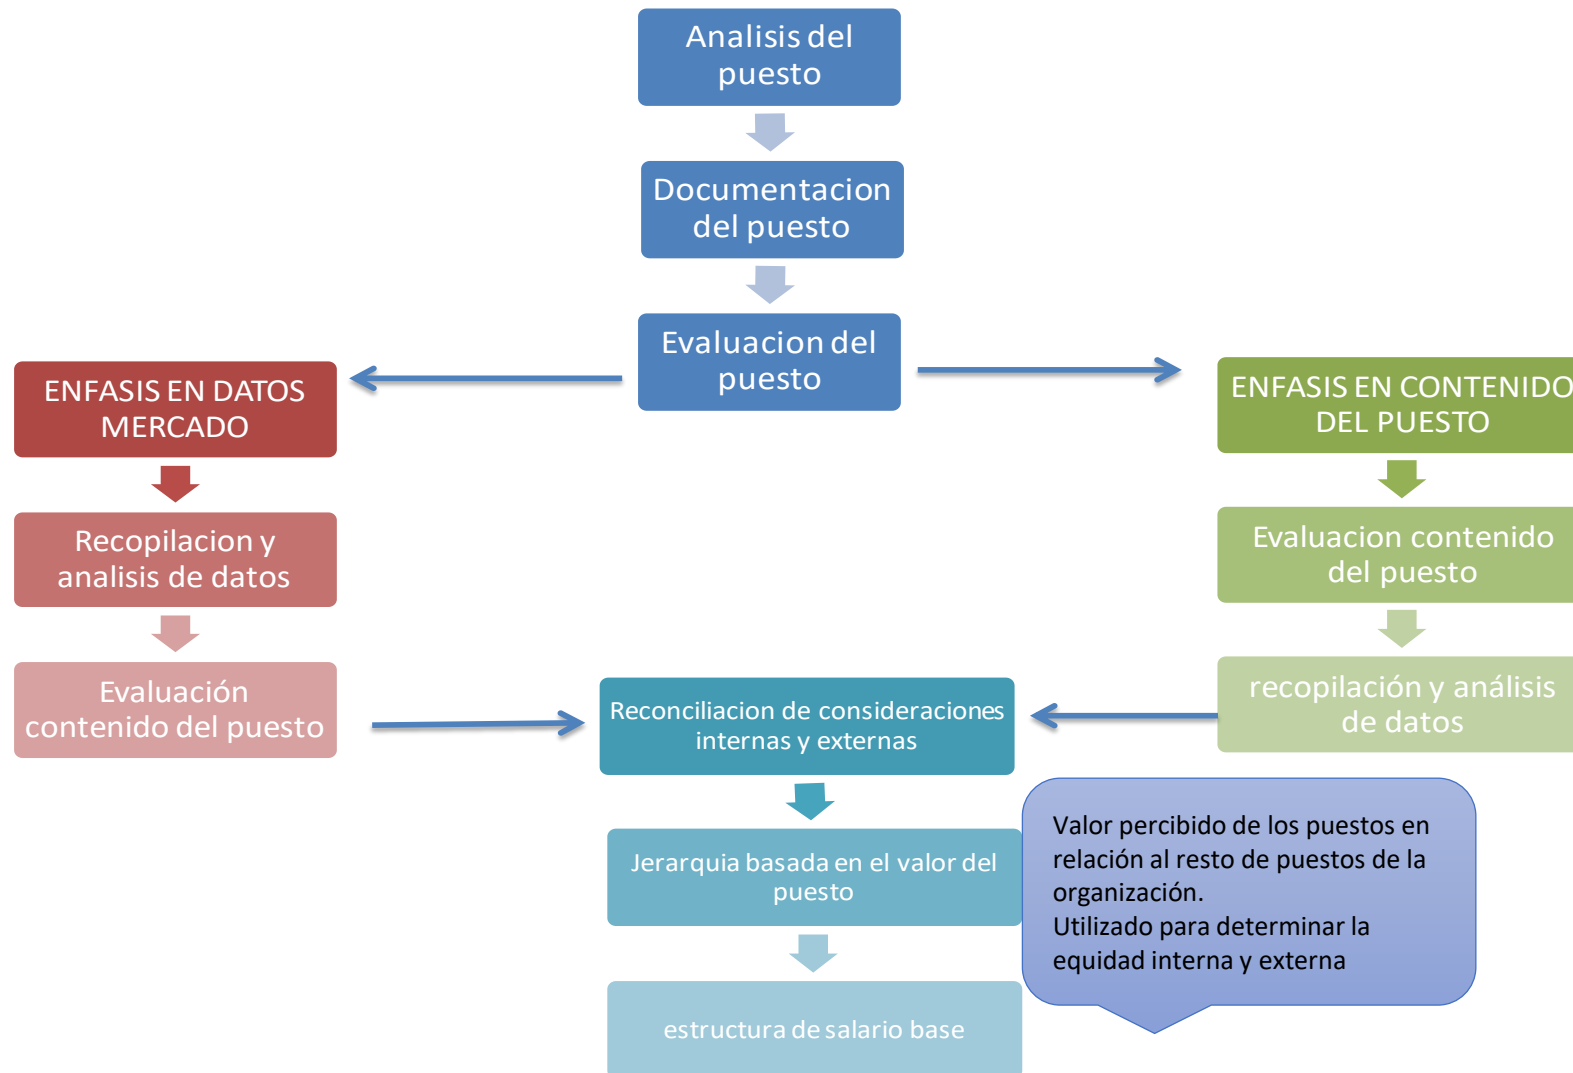 Analisis del
puesto
Documentacion
del puesto
Evaluacion del
puesto
ENFASIS EN DATOS
MERCADO
Recopilacion y
analisis de datos
Evaluación
contenido del puesto
ENFASIS EN CONTENIDO
DEL PUESTO
Evaluacion contenido
del puesto
recopilación y análisis
de datos
Reconciliacion de consideraciones
internas y externas
Jerarquia basada en el valor del
puesto
estructura de salario base
Valor percibido de los puestos en
relación al resto de puestos de la
organización.
Utilizado para determinar la
equidad interna y externa